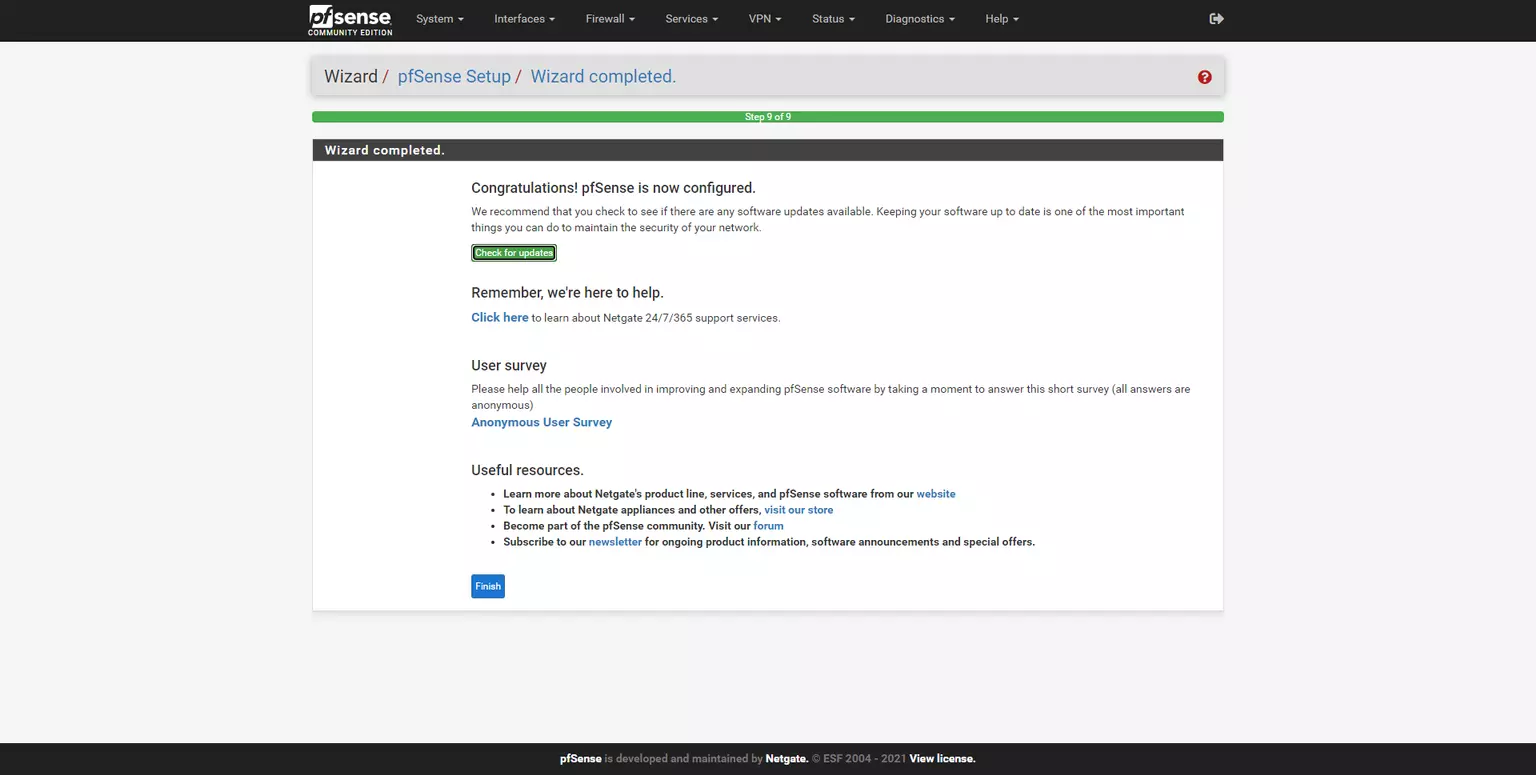 pfsense
COMMUNITY EDITION
System
Interfaces
Firewall
Services
VPN
Status
Diagnostics
Help
Wizard / pfSense Setup / Wizard completed.
Step 9 of 9
Wizard completed.
Congratulations! pfSense is now configured.
We recommend that you check to see if there are any software updates available. Keeping your software up to date is one of the most important
things you can do to maintain the security of your network.
Check for updates
Remember, we're here to help.
Click here to learn about Netgate 24/7/365 support services.
User survey
Please help all the people involved in improving and expanding pfSense software by taking a moment to answer this short survey (all answers are
anonymous)
Anonymous User Survey
Useful resources.
• Learn more about Netgate's product line, services, and pfSense software from our website
• To learn about Netgate appliances and other offers, visit our store
• Become part of the pfSense community. Visit our forum
• Subscribe to our newsletter for ongoing product information, software announcements and special offers.
Finish
pfSense is developed and maintained by Netgate. © ESF 2004 - 2021 View license.